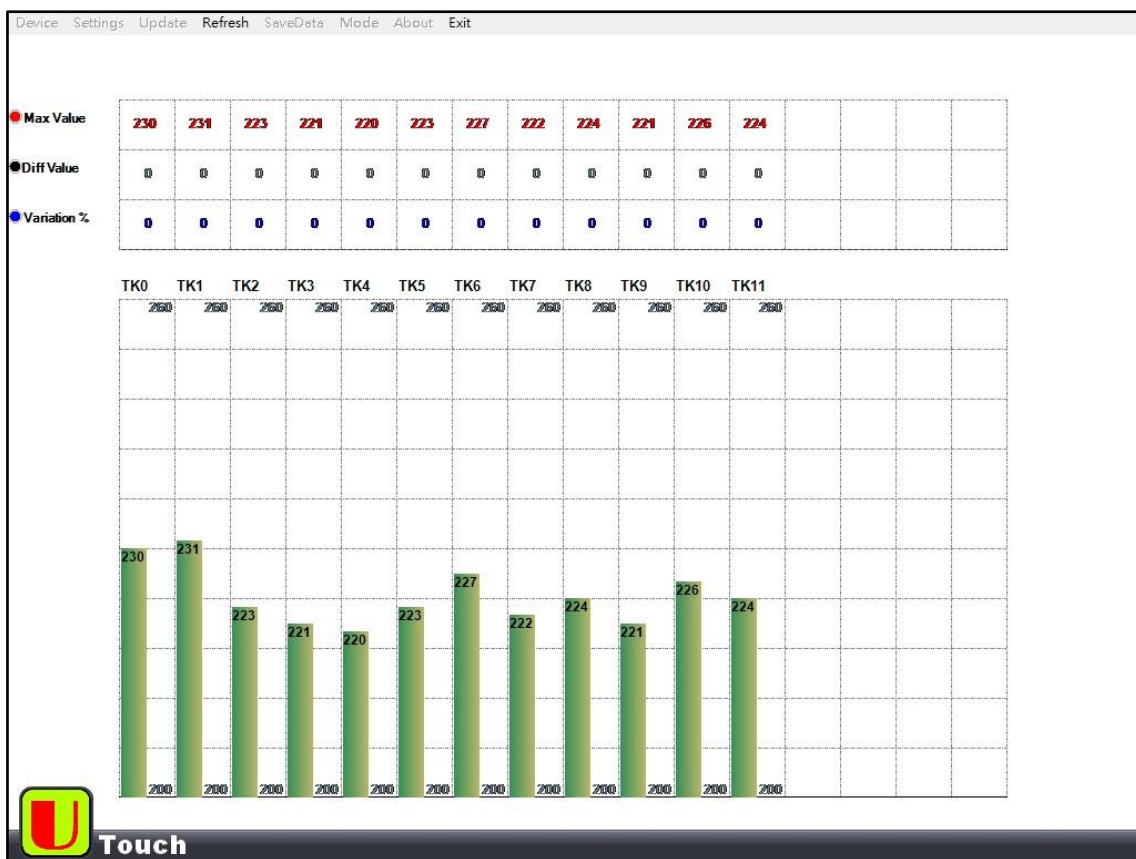 Device Settings Update Refresh SaveData Mode About Exit
Max Value 230 231 223 221 220 223 227 222 224 221 226 224
Diff Value 0 0 0 0 0 0 0 0 0 0 0 0
Variation % 0 0 0 0 0 0 0 0 0 0 0 0
TK0 TK1 TK2 TK3 TK4 TK5 TK6 TK7 TK8 TK9 TK10 TK11
260 260 260 260 260 260 260 260 260 260 260 260
230 231 223 221 220 223 227 222 224 221 226 224
200 200 200 200 200 200 200 200 200 200 200 200
U Touch